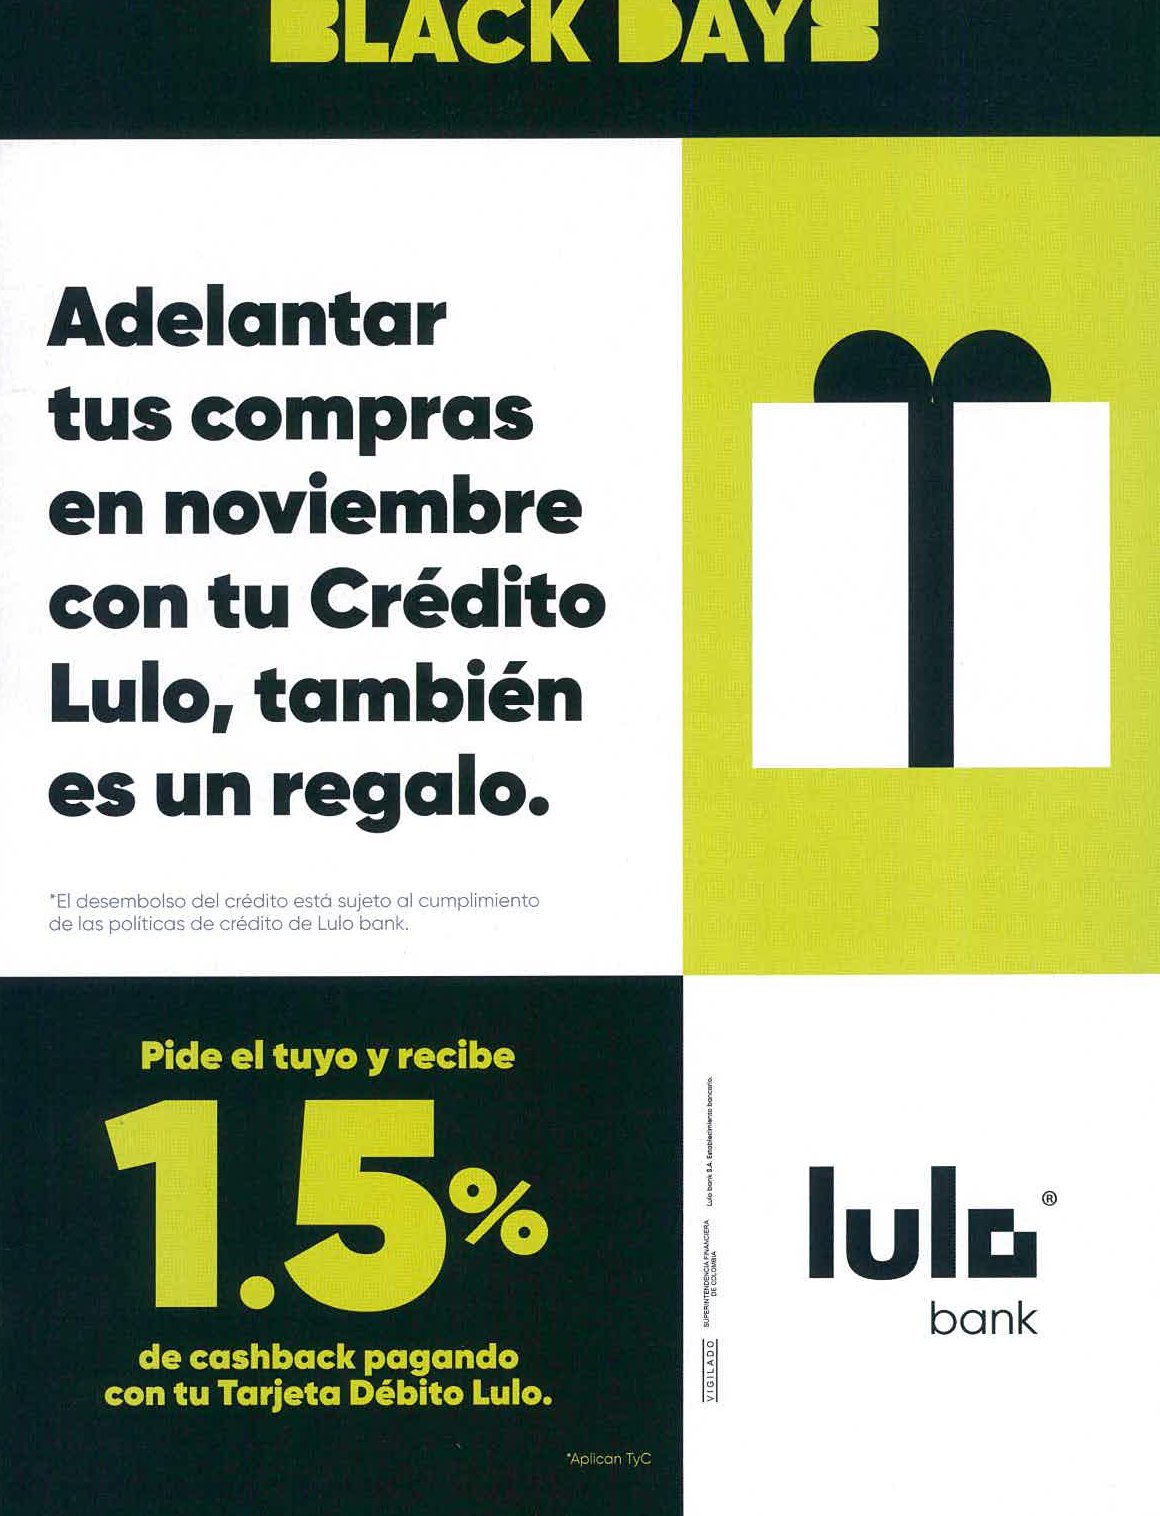 BLACK DAYS
Adelantar
tus compras
en noviembre
con tu Crédito
Lulo, también
es un regalo.
*El desembolso del crédito está sujeto al cumplimiento
de las políticas de crédito de Lulo bank.
Pide el tuyo y recibe
1.5%
de cashback pagando
con tu Tarjeta Débito Lulo.
*Aplican TyC
VIGILADO
SUPERINTENDENCIA FINANCIERA
DE COLOMBIA
Lulo bank S.A. Establecimiento bancario.
lulo®
bank